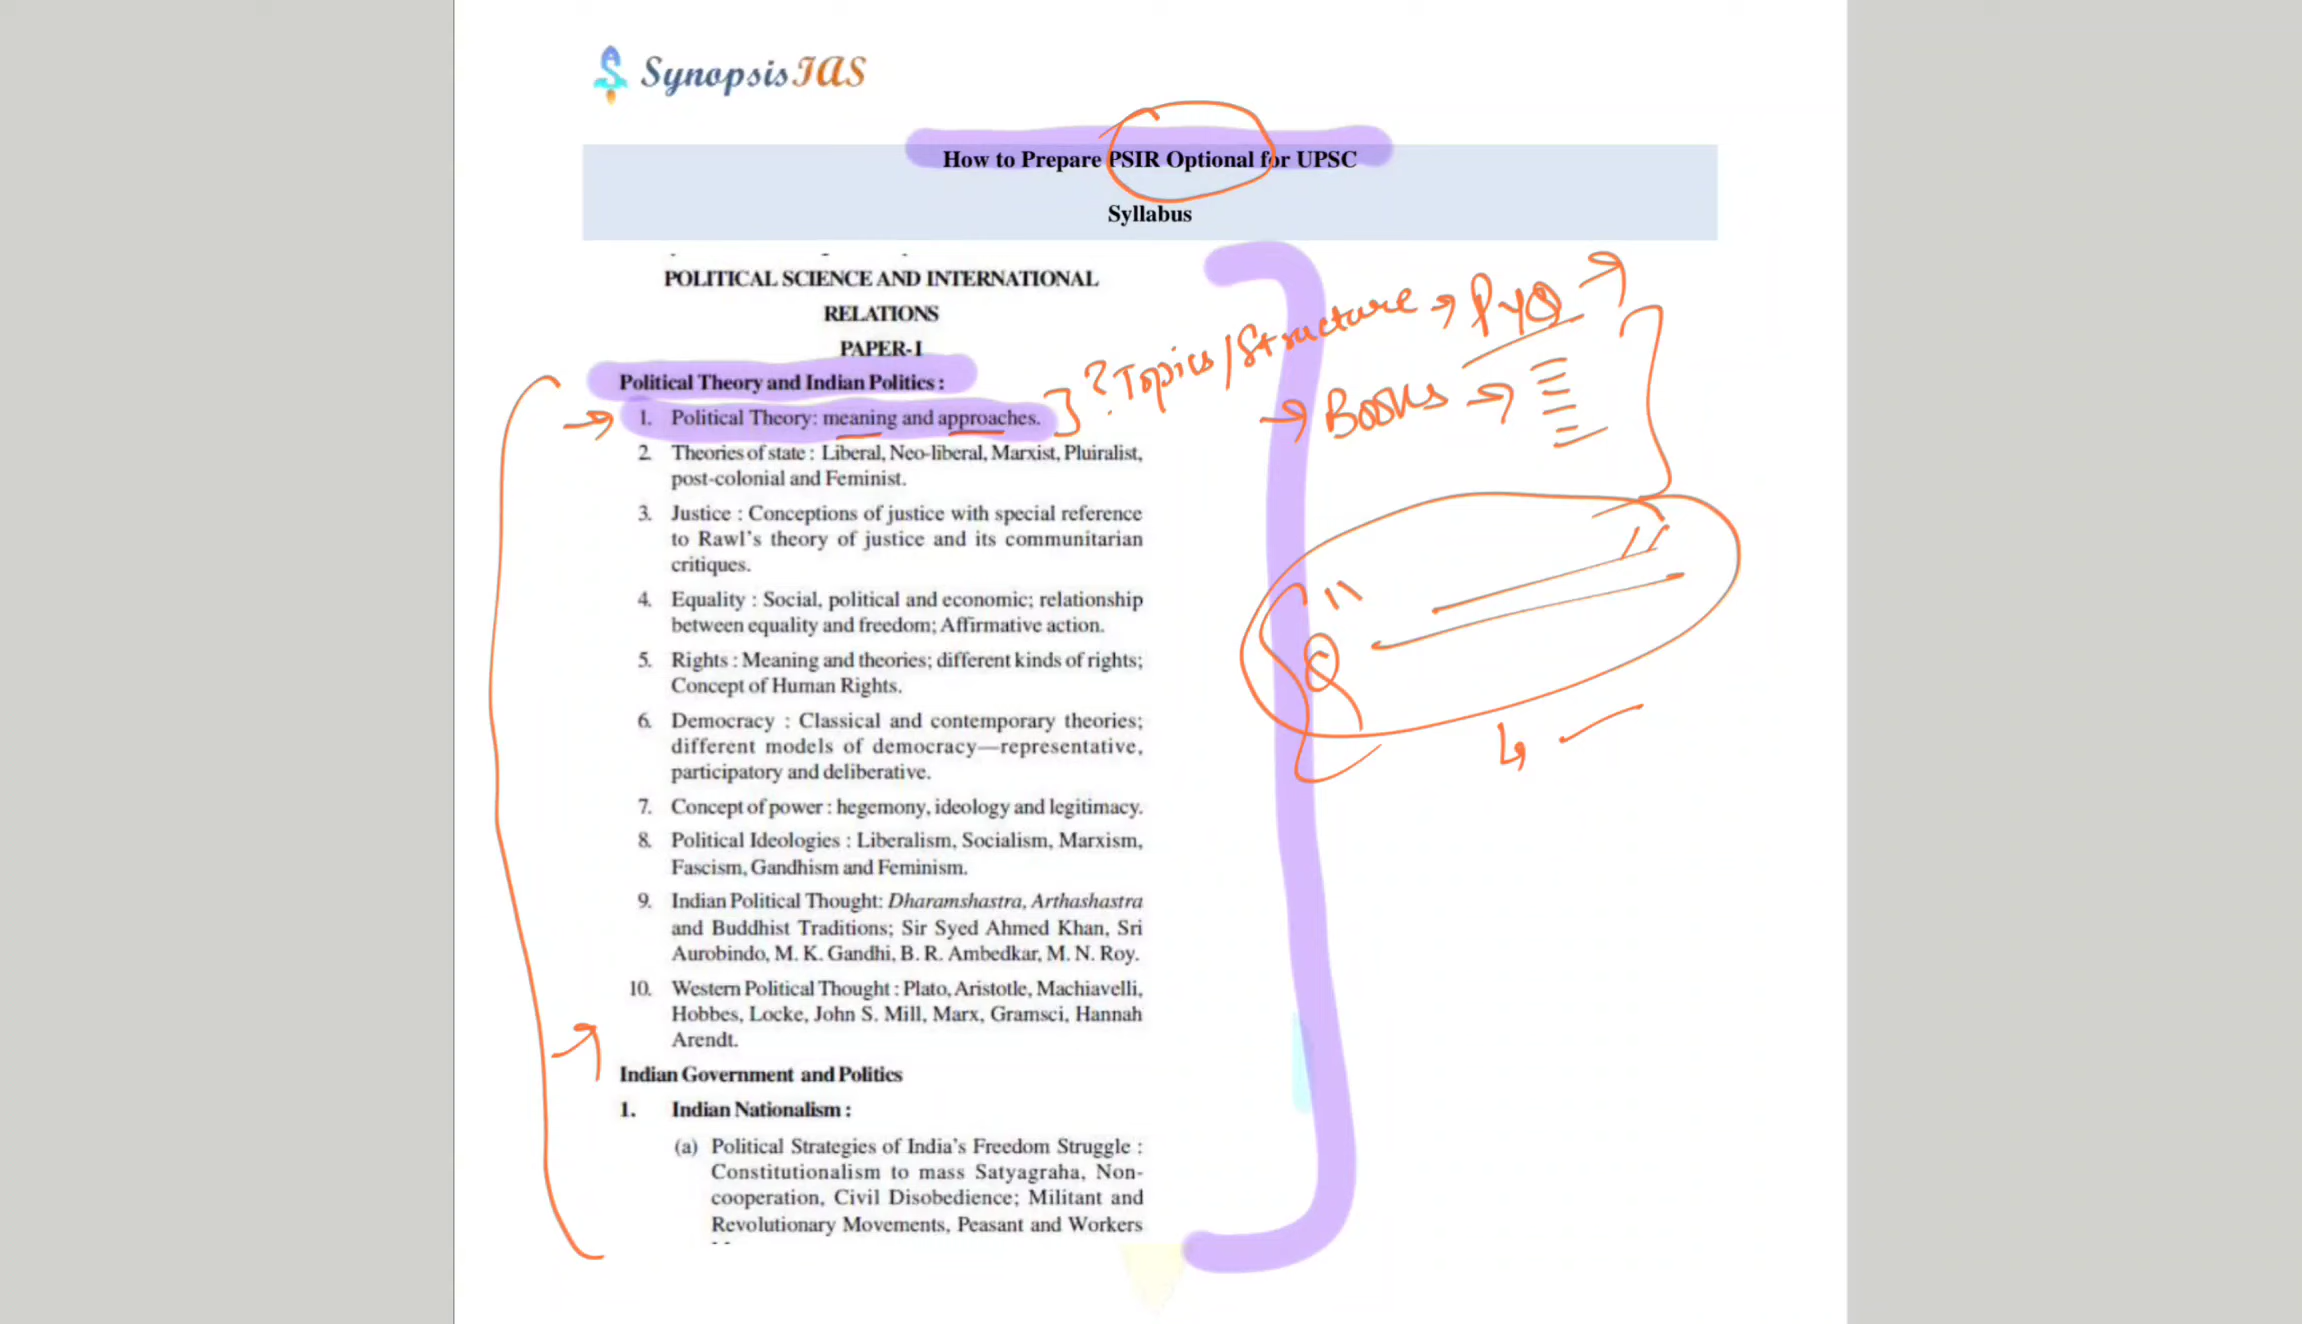 SynopsisIAS
How to Prepare PSIR Optional for UPSC
Syllabus
POLITICAL SCIENCE AND INTERNATIONAL
RELATIONS
PAPER-I
Political Theory and Indian Politics :
1. Political Theory: meaning and approaches.
? Topics/Structure → PYQ
→ Books →
2. Theories of state : Liberal, Neo-liberal, Marxist, Pluiralist,
post-colonial and Feminist.
3. Justice : Conceptions of justice with special reference
to Rawl's theory of justice and its communitarian
critiques.
4. Equality : Social, political and economic; relationship
between equality and freedom; Affirmative action.
5. Rights : Meaning and theories; different kinds of rights;
Concept of Human Rights.
Q
6. Democracy : Classical and contemporary theories;
different models of democracy—representative,
participatory and deliberative.
7. Concept of power : hegemony, ideology and legitimacy.
8. Political Ideologies : Liberalism, Socialism, Marxism,
Fascism, Gandhism and Feminism.
9. Indian Political Thought: Dharamshastra, Arthashastra
and Buddhist Traditions; Sir Syed Ahmed Khan, Sri
Aurobindo, M. K. Gandhi, B. R. Ambedkar, M. N. Roy.
10. Western Political Thought : Plato, Aristotle, Machiavelli,
Hobbes, Locke, John S. Mill, Marx, Gramsci, Hannah
Arendt.
Indian Government and Politics
1. Indian Nationalism :
(a) Political Strategies of India's Freedom Struggle :
Constitutionalism to mass Satyagraha, Non-
cooperation, Civil Disobedience; Militant and
Revolutionary Movements, Peasant and Workers